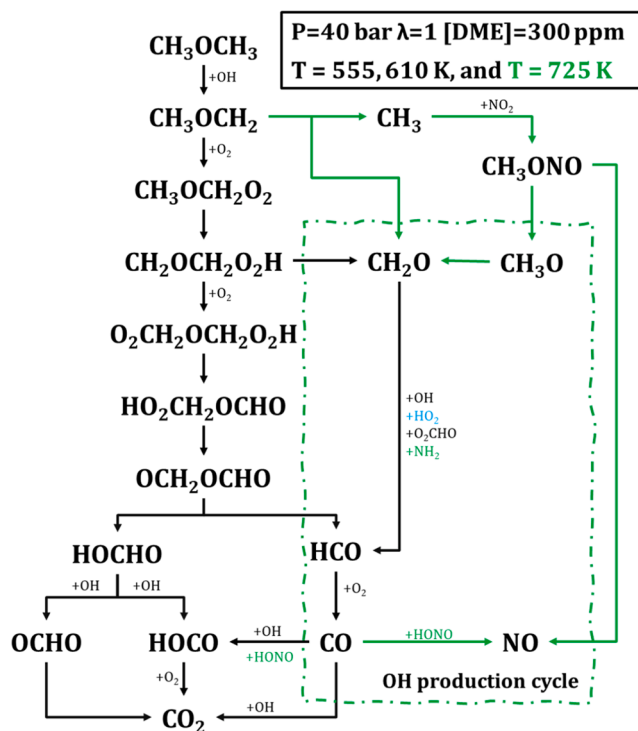 P=40 bar λ=1 [DME]=300 ppm
T = 555, 610 K, and T = 725 K
CH₃OCH₃
+OH
CH₃OCH₂
CH₃
+NO₂
+O₂
CH₃ONO
CH₃OCH₂O₂
CH₂OCH₂O₂H
CH₂O
CH₃O
+O₂
O₂CH₂OCH₂O₂H
HO₂CH₂OCHO
+OH
+HO₂
+O₂CHO
+NH₂
OCH₂OCHO
HOCHO
HCO
+OH
+OH
+O₂
OCHO
HOCO
+OH
+HONO
CO
+HONO
NO
+O₂
OH production cycle
CO₂
+OH